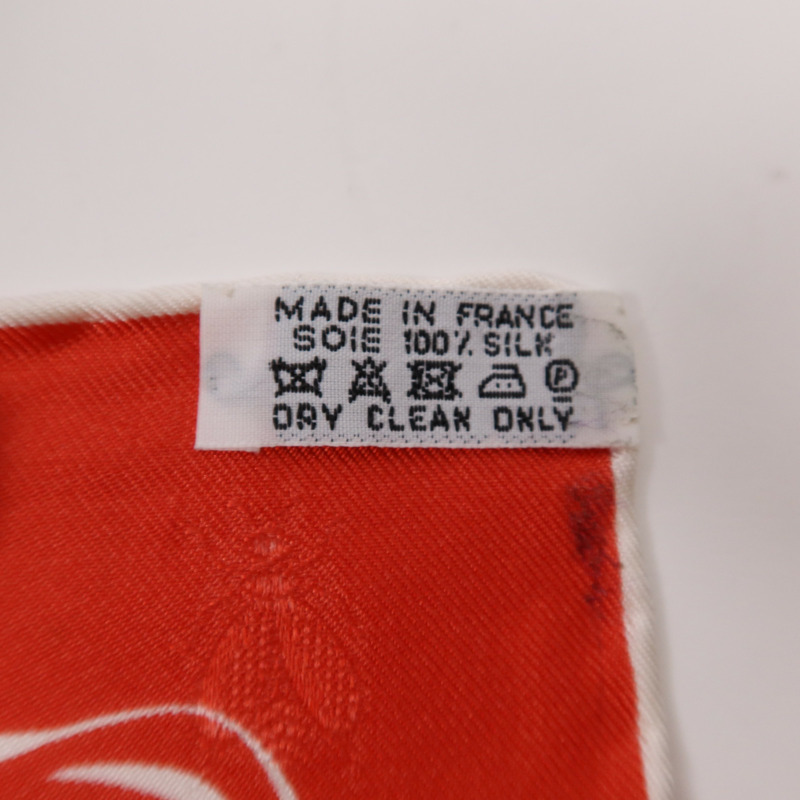 MADE IN FRANCE
SOIE 100% SILK
P
DRY CLEAN ONLY